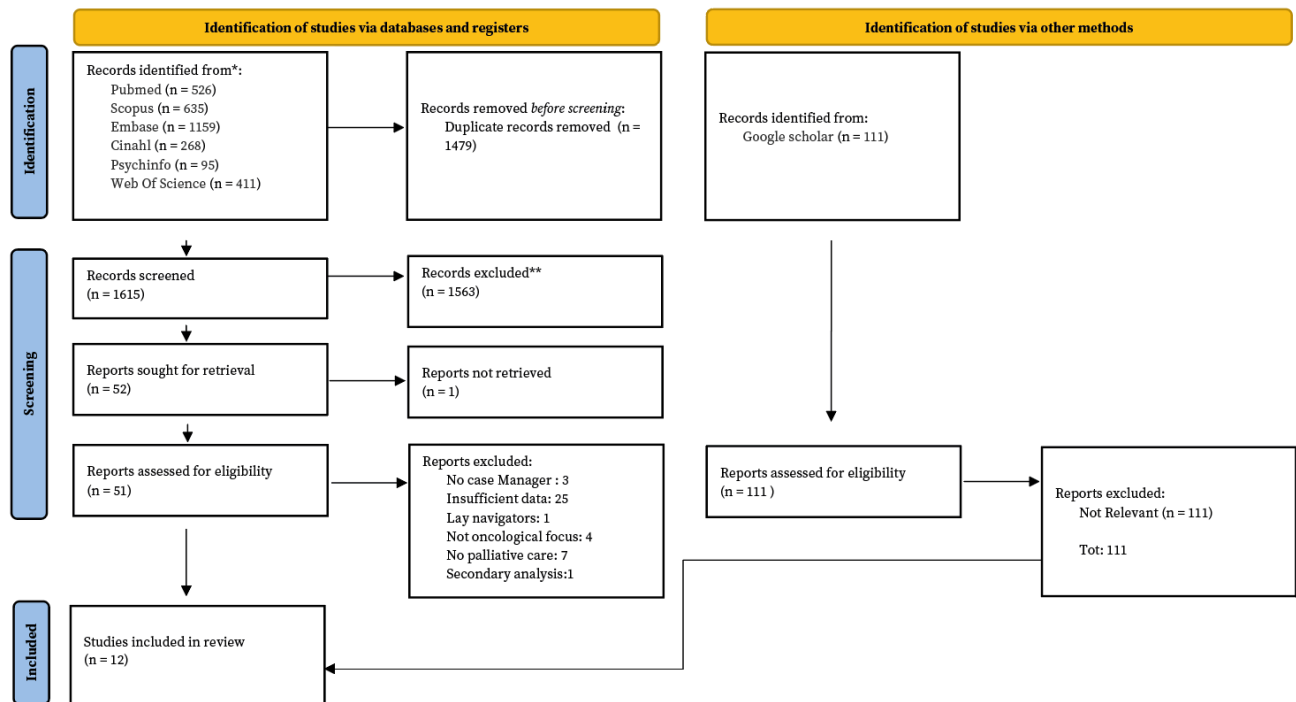 Identification of studies via databases and registers
Identification of studies via other methods
Identification
Records identified from*:
Pubmed (n = 526)
Scopus (n = 635)
Embase (n = 1159)
Cinahl (n = 268)
Psychinfo (n = 95)
Web Of Science (n = 411)
Records removed before screening:
Duplicate records removed (n =
1479)
Records identified from:
Google scholar (n = 111)
Screening
Records screened
(n = 1615)
Records excluded**
(n = 1563)
Reports sought for retrieval
(n = 52)
Reports not retrieved
(n = 1)
Reports assessed for eligibility
(n = 51)
Reports excluded:
No case Manager : 3
Insufficient data: 25
Lay navigators: 1
Not oncological focus: 4
No palliative care: 7
Secondary analysis:1
Reports assessed for eligibility
(n = 111 )
Reports excluded:
Not Relevant (n = 111)
Tot: 111
Included
Studies included in review
(n = 12)